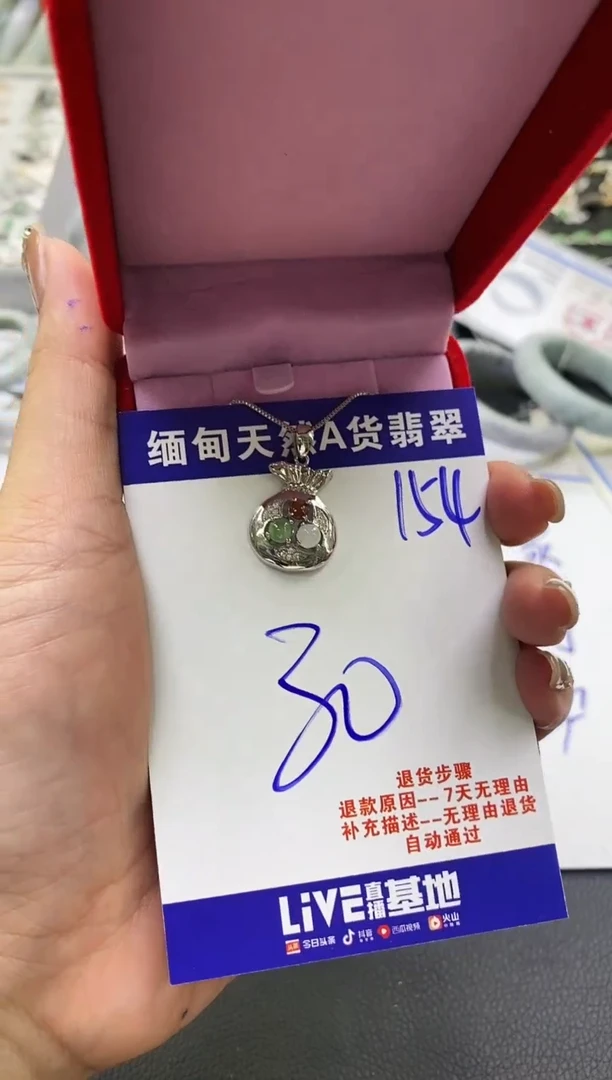 缅甸天然A货翡翠
154
30
退货步骤
退款原因--7天无理由
补充描述--无理由退货
自动通过
LiVE直播基地
头条 今日头条 抖音 西瓜视频 火山